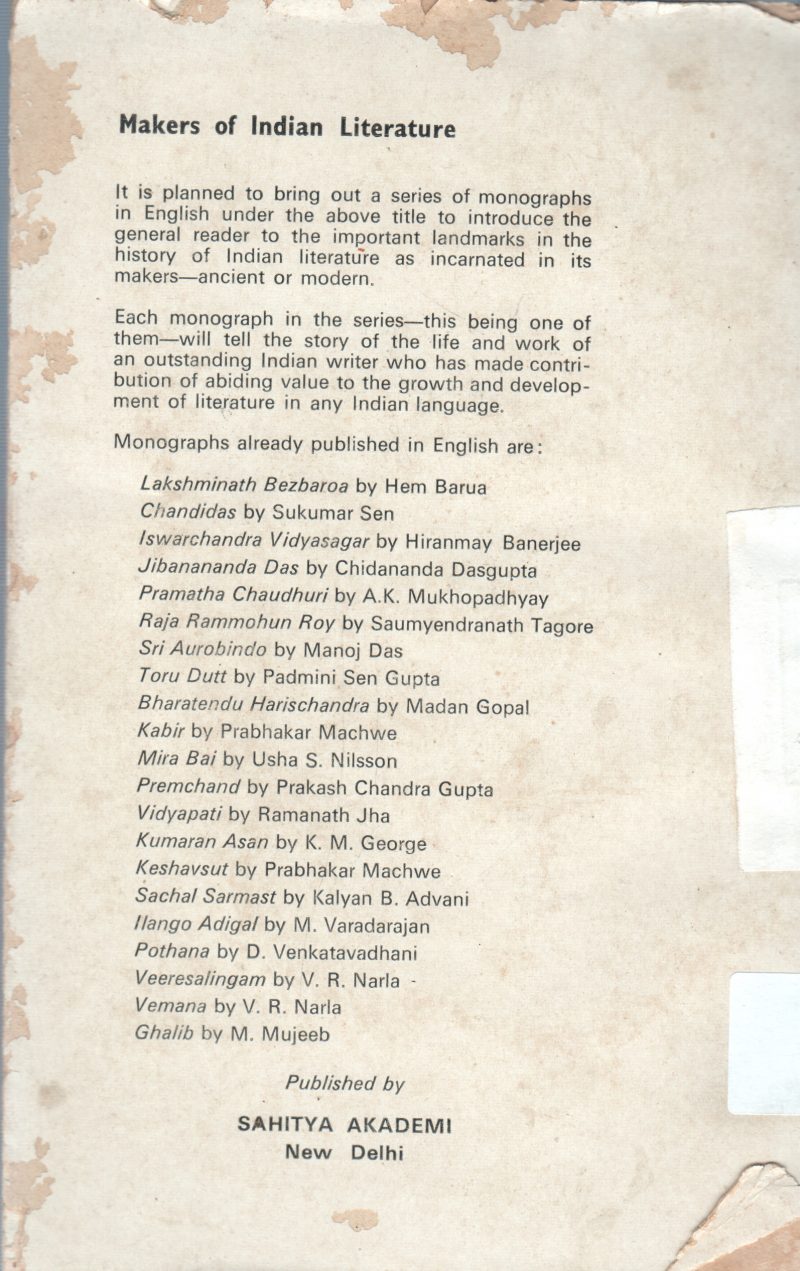 Makers of Indian Literature
It is planned to bring out a series of monographs
in English under the above title to introduce the
general reader to the important landmarks in the
history of Indian literature as incarnated in its
makers—ancient or modern.
Each monograph in the series—this being one of
them—will tell the story of the life and work of
an outstanding Indian writer who has made contri-
bution of abiding value to the growth and develop-
ment of literature in any Indian language.
Monographs already published in English are:
Lakshminath Bezbaroa by Hem Barua
Chandidas by Sukumar Sen
Iswarchandra Vidyasagar by Hiranmay Banerjee
Jibanananda Das by Chidananda Dasgupta
Pramatha Chaudhuri by A.K. Mukhopadhyay
Raja Rammohun Roy by Saumyendranath Tagore
Sri Aurobindo by Manoj Das
Toru Dutt by Padmini Sen Gupta
Bharatendu Harischandra by Madan Gopal
Kabir by Prabhakar Machwe
Mira Bai by Usha S. Nilsson
Premchand by Prakash Chandra Gupta
Vidyapati by Ramanath Jha
Kumaran Asan by K. M. George
Keshavsut by Prabhakar Machwe
Sachal Sarmast by Kalyan B. Advani
Ilango Adigal by M. Varadarajan
Pothana by D. Venkatavadhani
Veeresalingam by V. R. Narla
Vemana by V. R. Narla
Ghalib by M. Mujeeb
Published by
SAHITYA AKADEMI
New Delhi